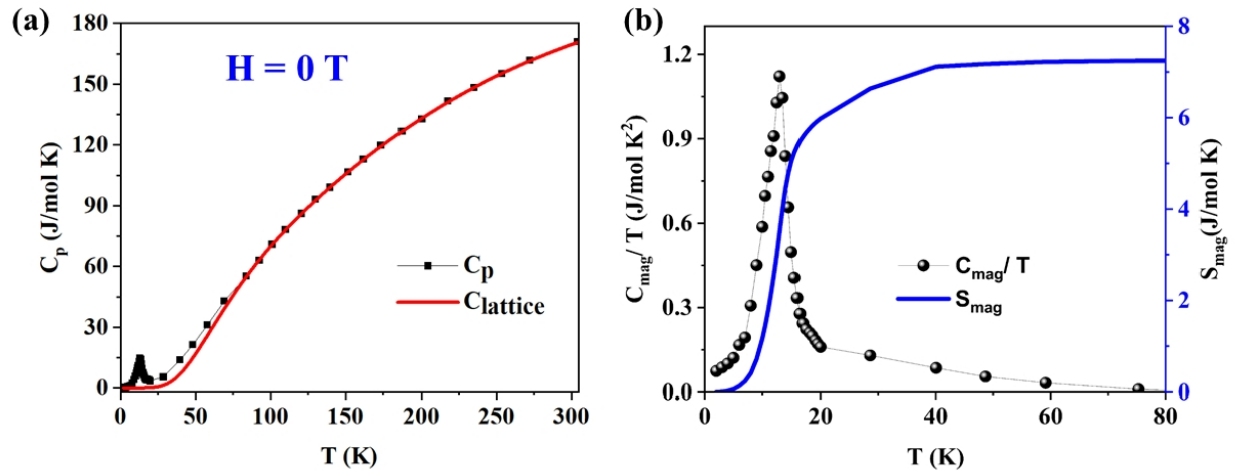 (a)
180
150
120
90
60
30
0
C_p (J/mol K)
H = 0 T
C_p
C_lattice
0 50 100 150 200 250 300
T (K)
(b)
1.2
0.9
0.6
0.3
0.0
C_mag/ T (J/mol K²)
C_mag/ T
S_mag
0 20 40 60 80
T (K)
8
6
4
2
0
S_mag(J/mol K)